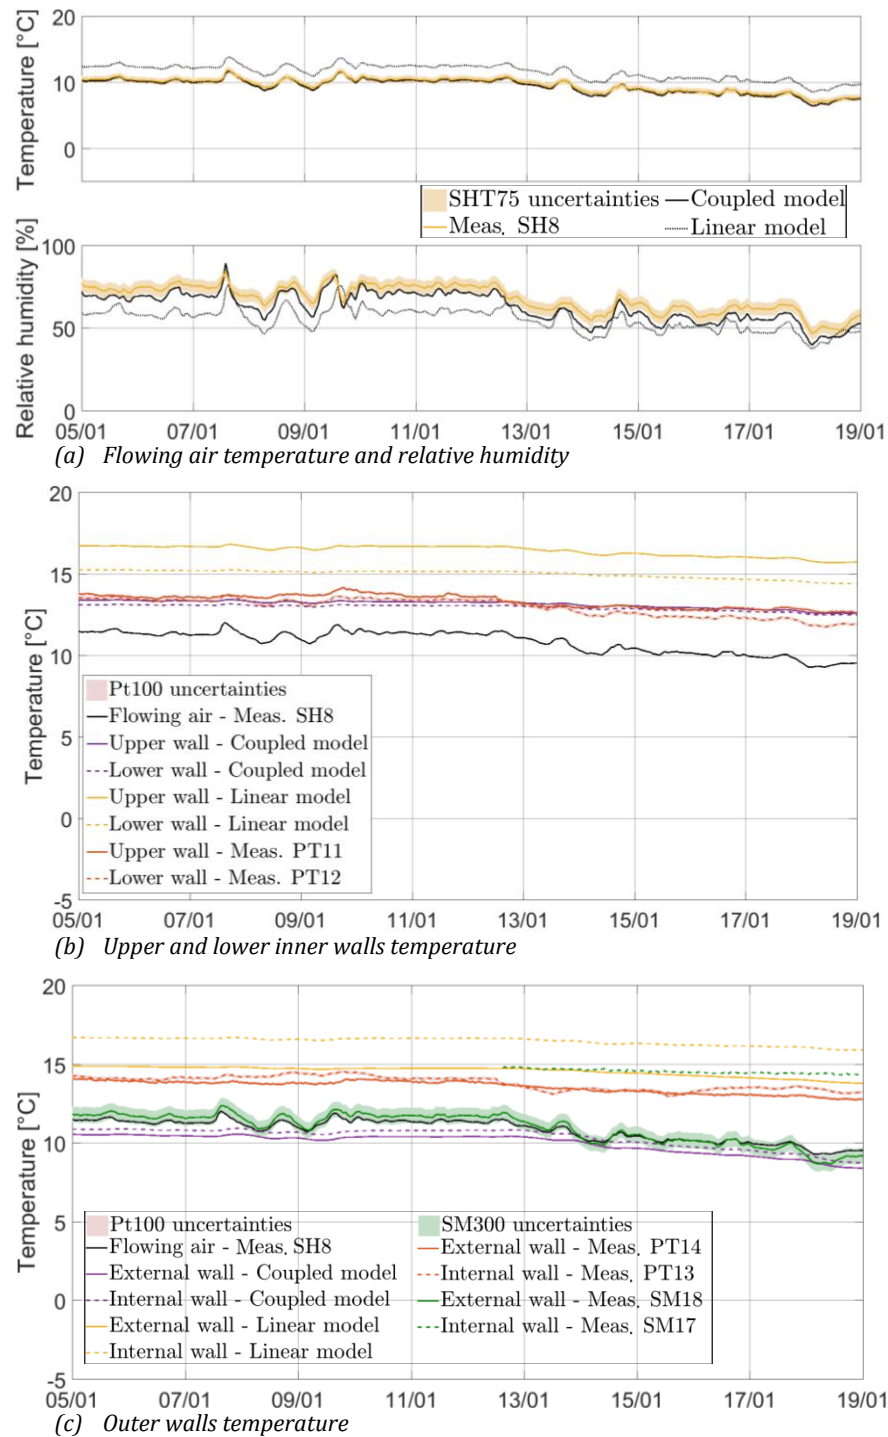 Temperature [°C]
20
10
0
SHT75 uncertainties
Meas. SH8
Coupled model
Linear model
Relative humidity [%]
100
50
0
05/01 07/01 09/01 11/01 13/01 15/01 17/01 19/01
(a) Flowing air temperature and relative humidity
Temperature [°C]
20
15
10
5
0
-5
Pt100 uncertainties
Flowing air - Meas. SH8
Upper wall - Coupled model
Lower wall - Coupled model
Upper wall - Linear model
Lower wall - Linear model
Upper wall - Meas. PT11
Lower wall - Meas. PT12
05/01 07/01 09/01 11/01 13/01 15/01 17/01 19/01
(b) Upper and lower inner walls temperature
Temperature [°C]
20
15
10
5
0
-5
Pt100 uncertainties
Flowing air - Meas. SH8
External wall - Coupled model
Internal wall - Coupled model
External wall - Linear model
Internal wall - Linear model
SM300 uncertainties
External wall - Meas. PT14
Internal wall - Meas. PT13
External wall - Meas. SM18
Internal wall - Meas. SM17
05/01 07/01 09/01 11/01 13/01 15/01 17/01 19/01
(c) Outer walls temperature